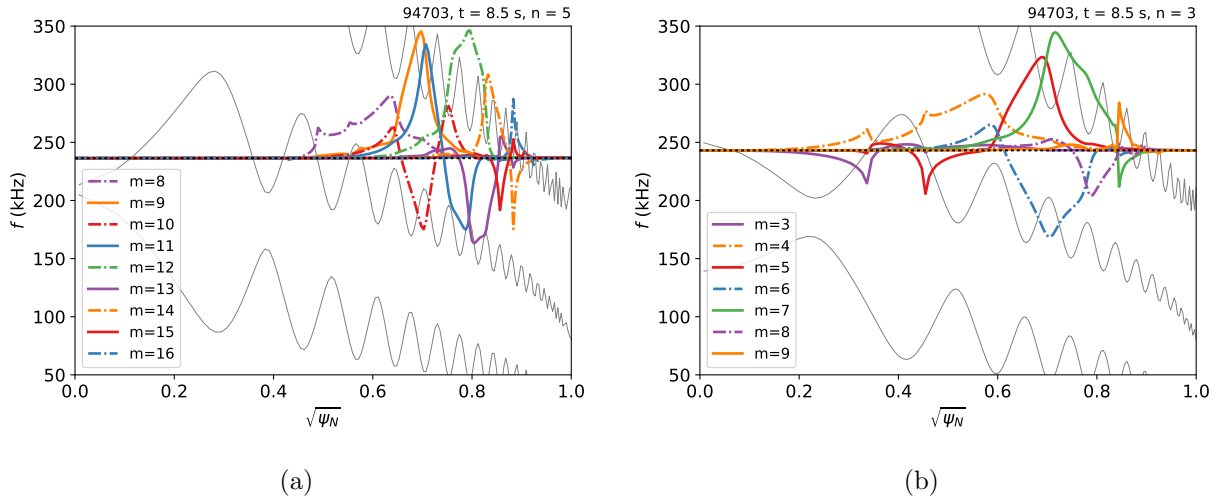 94703, t = 8.5 s, n = 5
350
300
250
200
150
100
50
f (kHz)
m=8
m=9
m=10
m=11
m=12
m=13
m=14
m=15
m=16
0.0 0.2 0.4 0.6 0.8 1.0
√ψN
(a)
94703, t = 8.5 s, n = 3
350
300
250
200
150
100
50
f (kHz)
m=3
m=4
m=5
m=6
m=7
m=8
m=9
0.0 0.2 0.4 0.6 0.8 1.0
√ψN
(b)